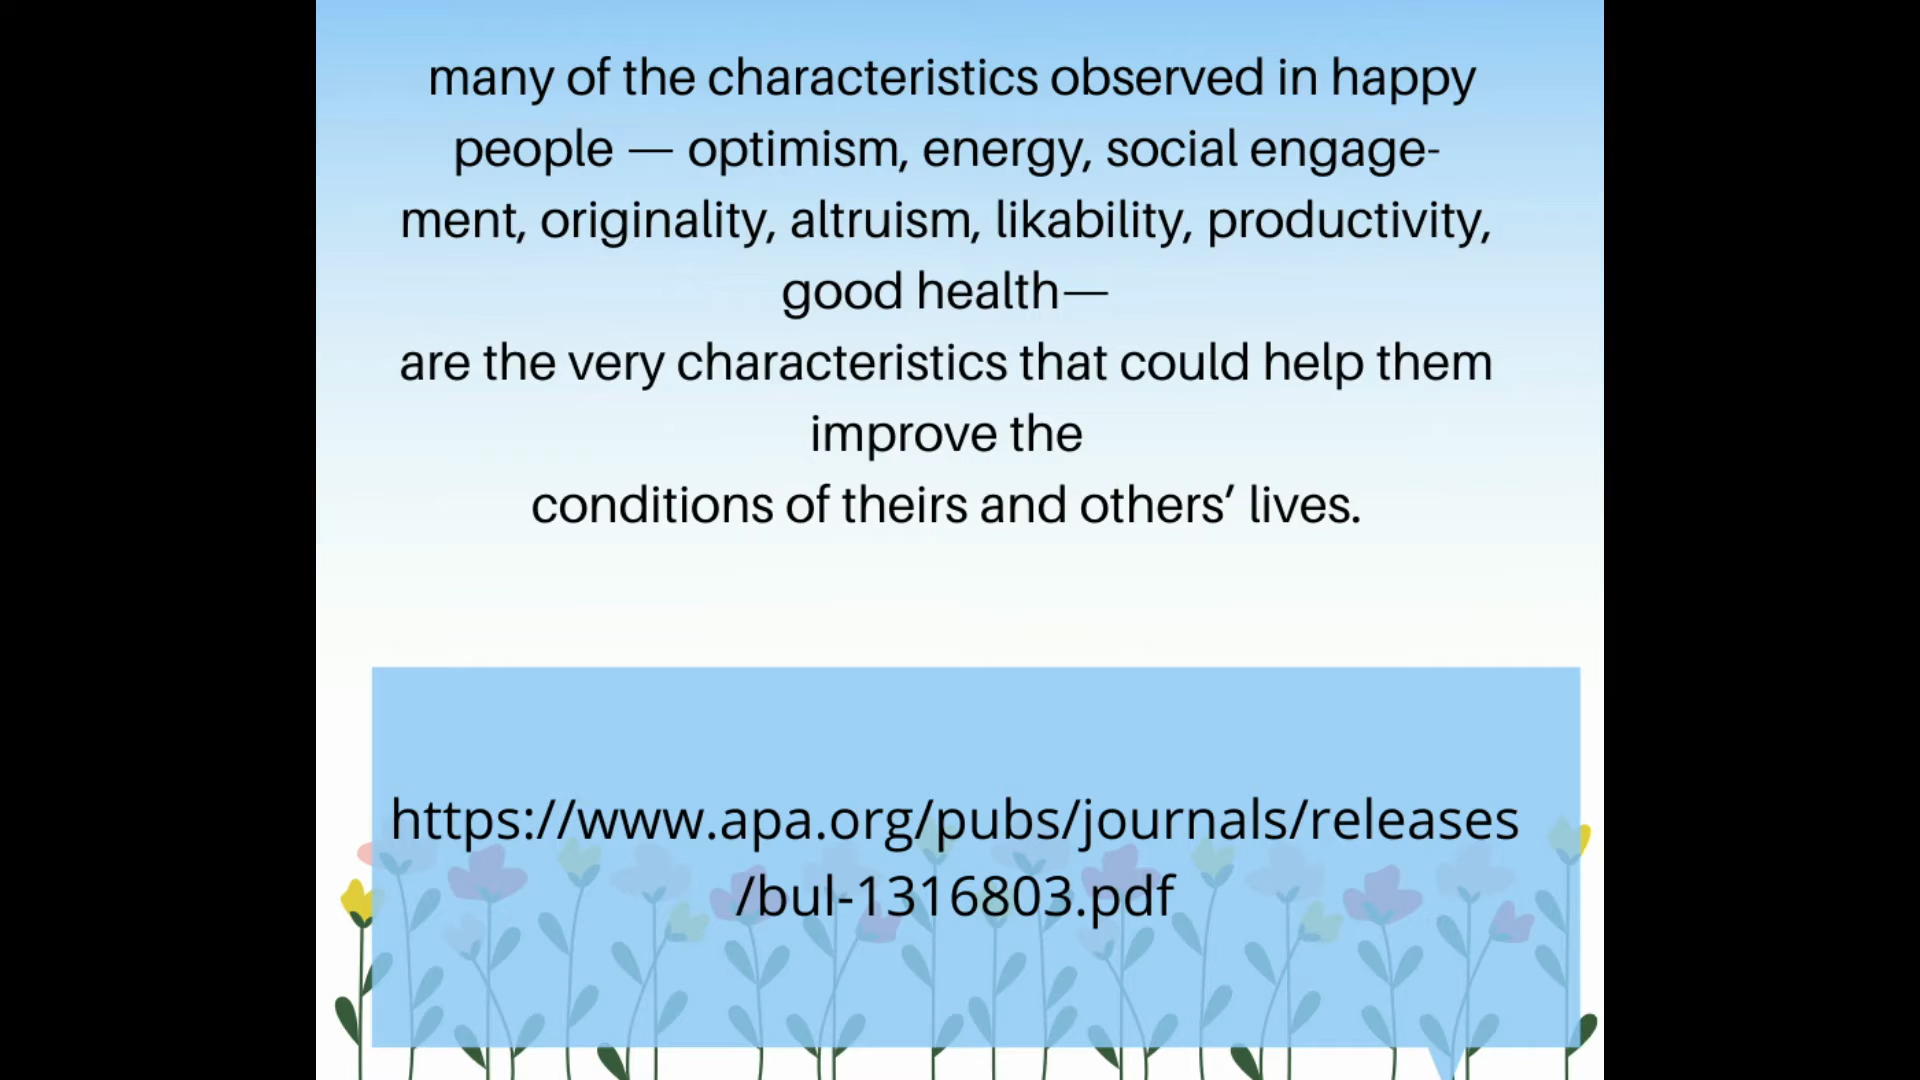 many of the characteristics observed in happy
people — optimism, energy, social engage-
ment, originality, altruism, likability, productivity,
good health—
are the very characteristics that could help them
improve the
conditions of theirs and others’ lives.
https://www.apa.org/pubs/journals/releases
/bul-1316803.pdf